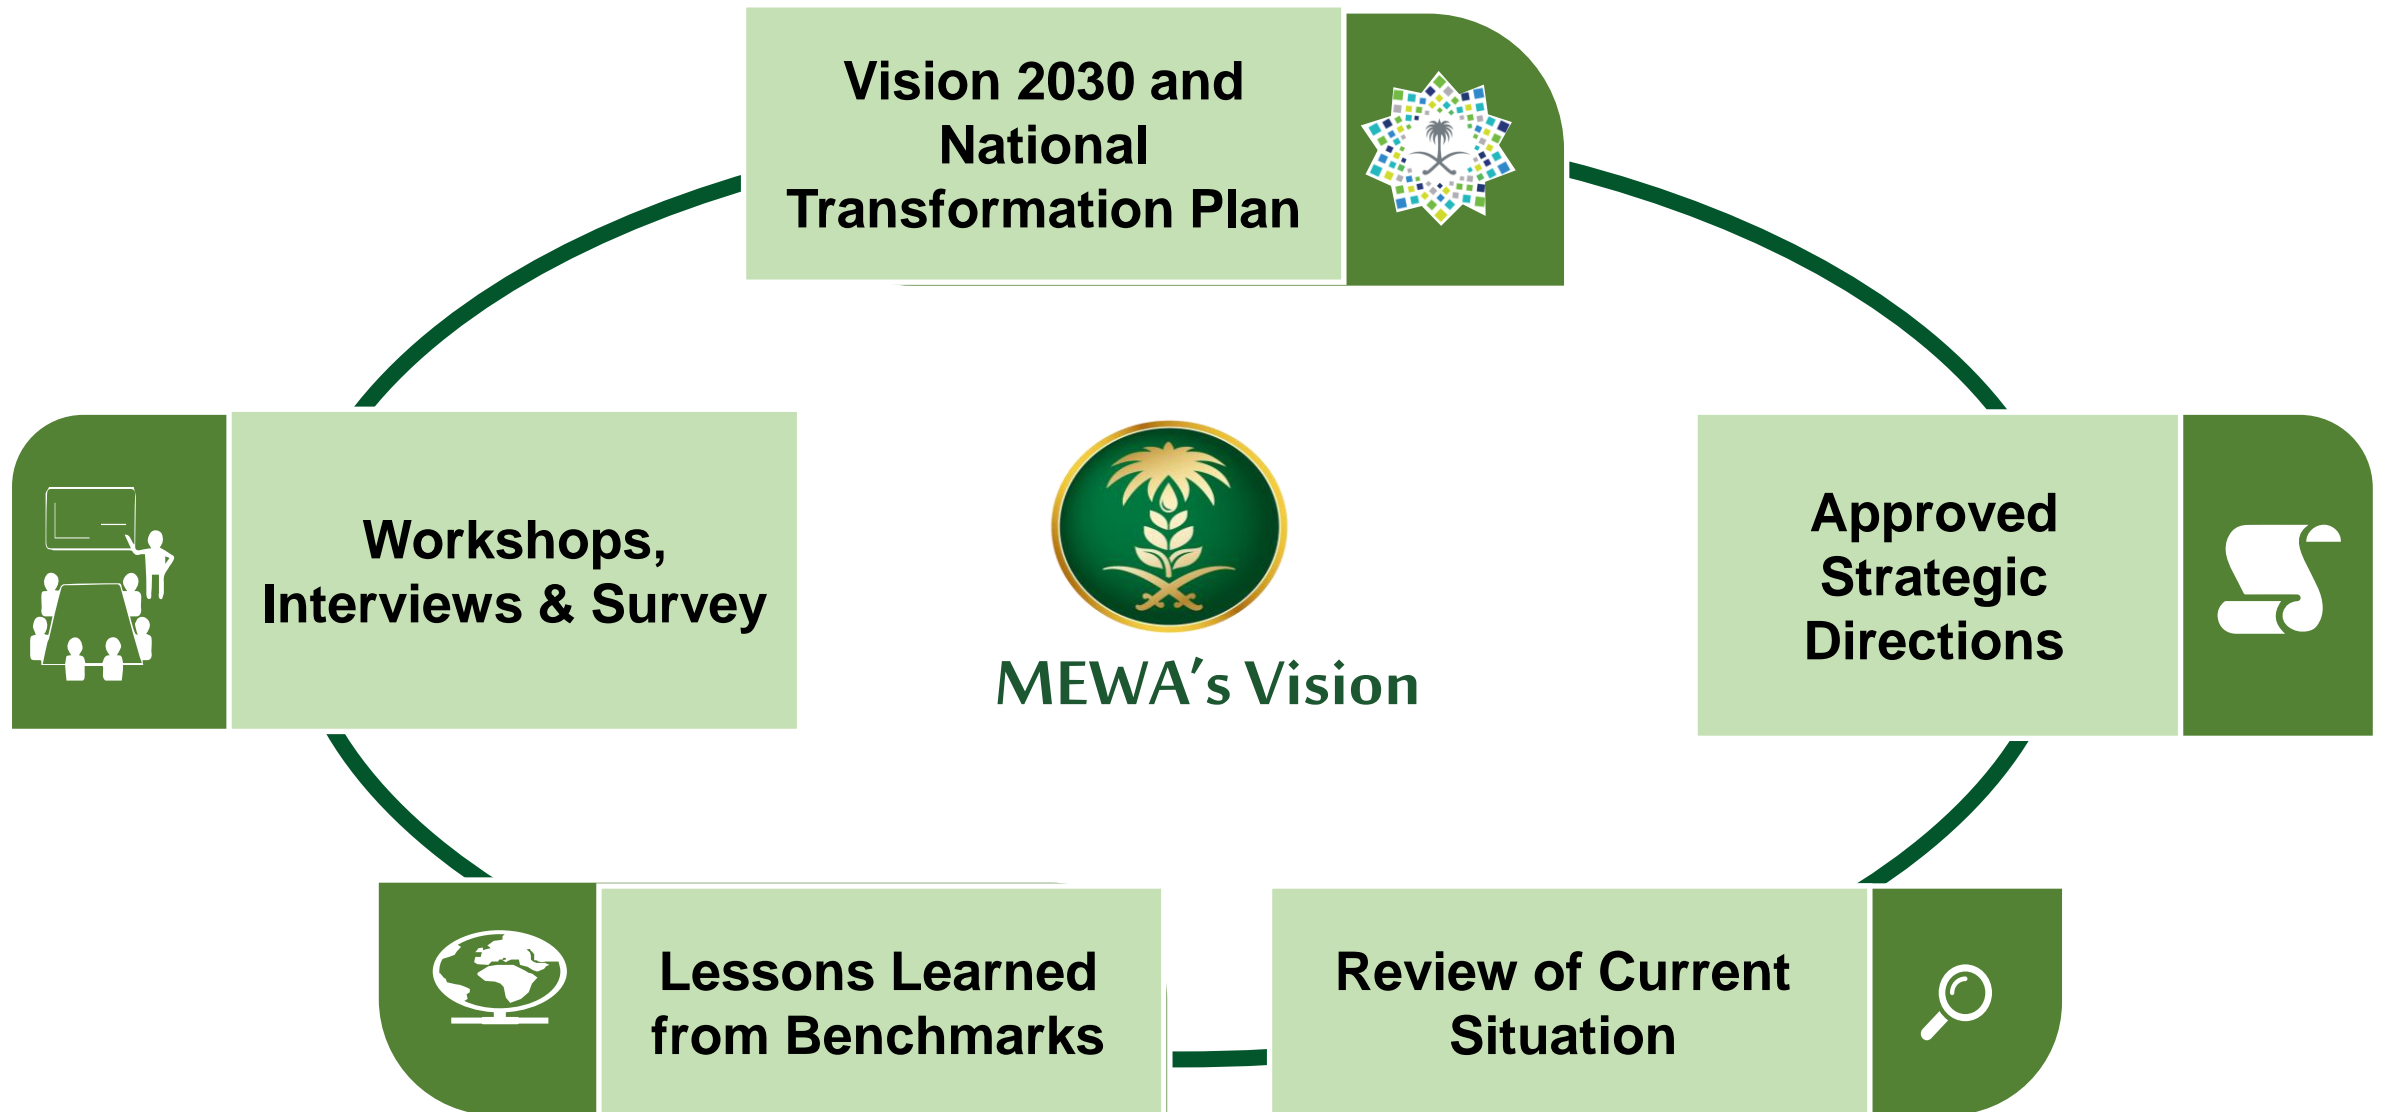 Vision 2030 and
National
Transformation Plan
Workshops,
Interviews & Survey
MEWA's Vision
Approved
Strategic
Directions
Lessons Learned
from Benchmarks
Review of Current
Situation